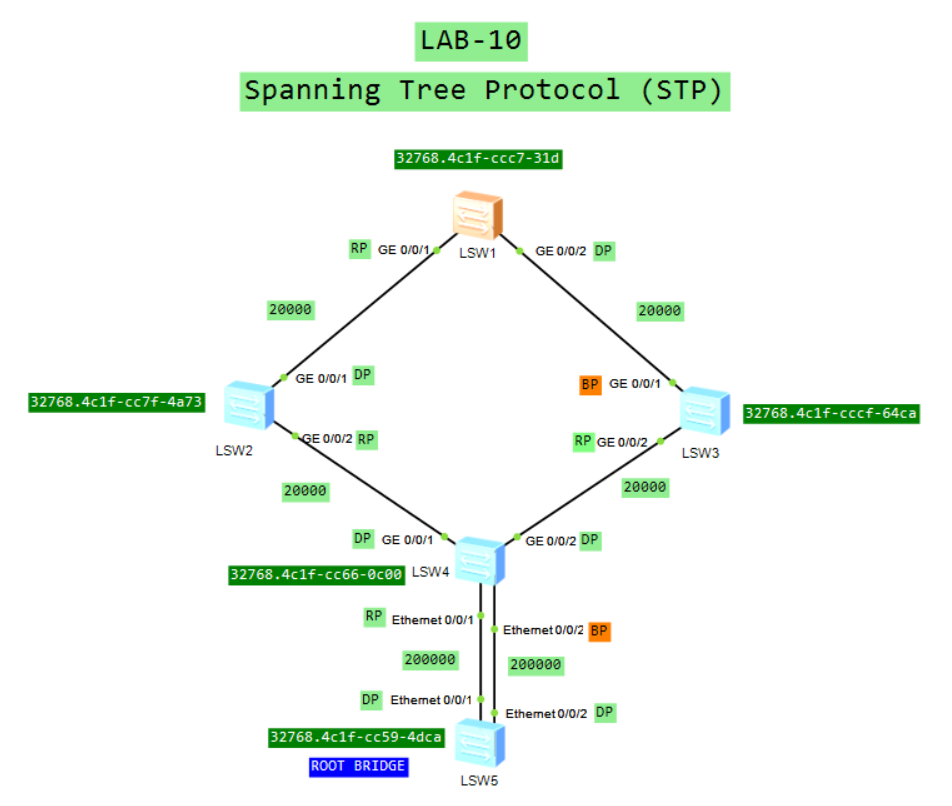 LAB-10
Spanning Tree Protocol (STP)
32768.4c1f-ccc7-31d
RP GE 0/0/1
LSW1
GE 0/0/2 DP
20000
20000
GE 0/0/1 DP
BP GE 0/0/1
32768.4c1f-cc7f-4a73
32768.4c1f-cccf-64ca
LSW2
GE 0/0/2 RP
RP GE 0/0/2
LSW3
20000
20000
DP GE 0/0/1
GE 0/0/2 DP
32768.4c1f-cc66-0c00
LSW4
RP Ethernet 0/0/1
Ethernet 0/0/2 BP
200000
200000
DP Ethernet 0/0/1
Ethernet 0/0/2 DP
32768.4c1f-cc59-4dca
ROOT BRIDGE
LSW5